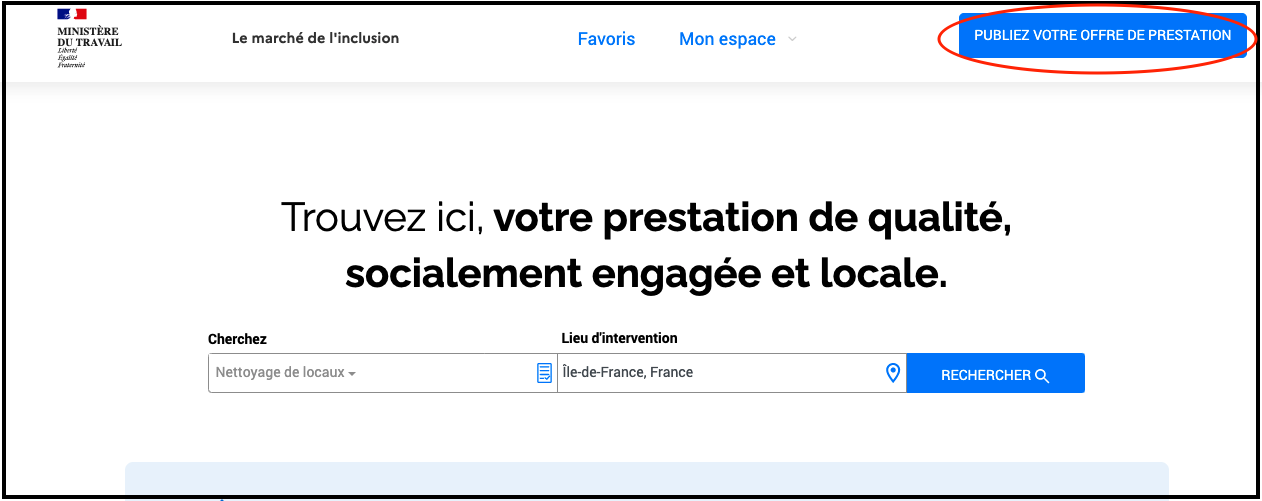 MINISTÈRE
DU TRAVAIL
Liberté
Égalité
Fraternité
Le marché de l'inclusion
Favoris
Mon espace
PUBLIEZ VOTRE OFFRE DE PRESTATION
Trouvez ici, votre prestation de qualité,
socialement engagée et locale.
Cherchez
Lieu d'intervention
Nettoyage de locaux
Île-de-France, France
RECHERCHER